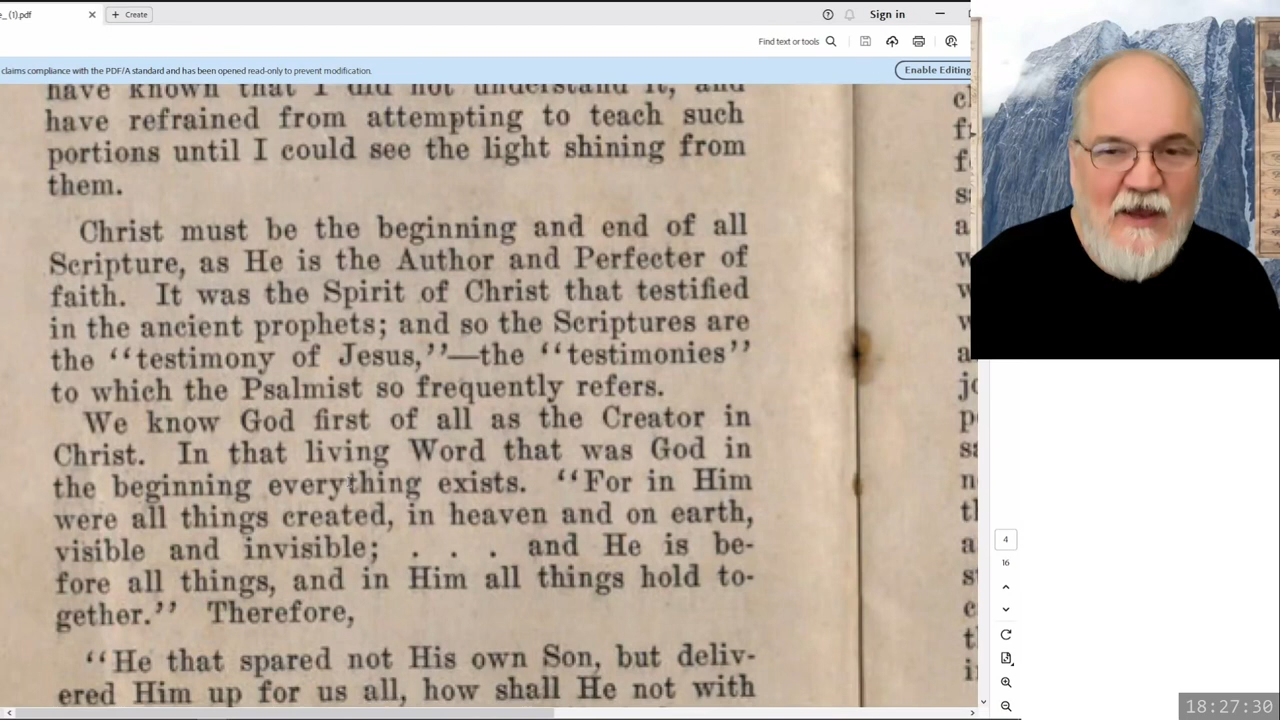 _ (1).pdf
Create
Sign in
Find text or tools
claims compliance with the PDF/A standard and has been opened read-only to prevent modification.
Enable Editing
have known that I did not understand it, and
have refrained from attempting to teach such
portions until I could see the light shining from
them.
Christ must be the beginning and end of all
Scripture, as He is the Author and Perfecter of
faith. It was the Spirit of Christ that testified
in the ancient prophets; and so the Scriptures are
the “testimony of Jesus,”—the “testimonies”
to which the Psalmist so frequently refers.
We know God first of all as the Creator in
Christ. In that living Word that was God in
the beginning everything exists. “For in Him
were all things created, in heaven and on earth,
visible and invisible; . . . and He is be-
fore all things, and in Him all things hold to-
gether.” Therefore,
“He that spared not His own Son, but deliv-
ered Him up for us all, how shall He not with
4
16
18:27:30